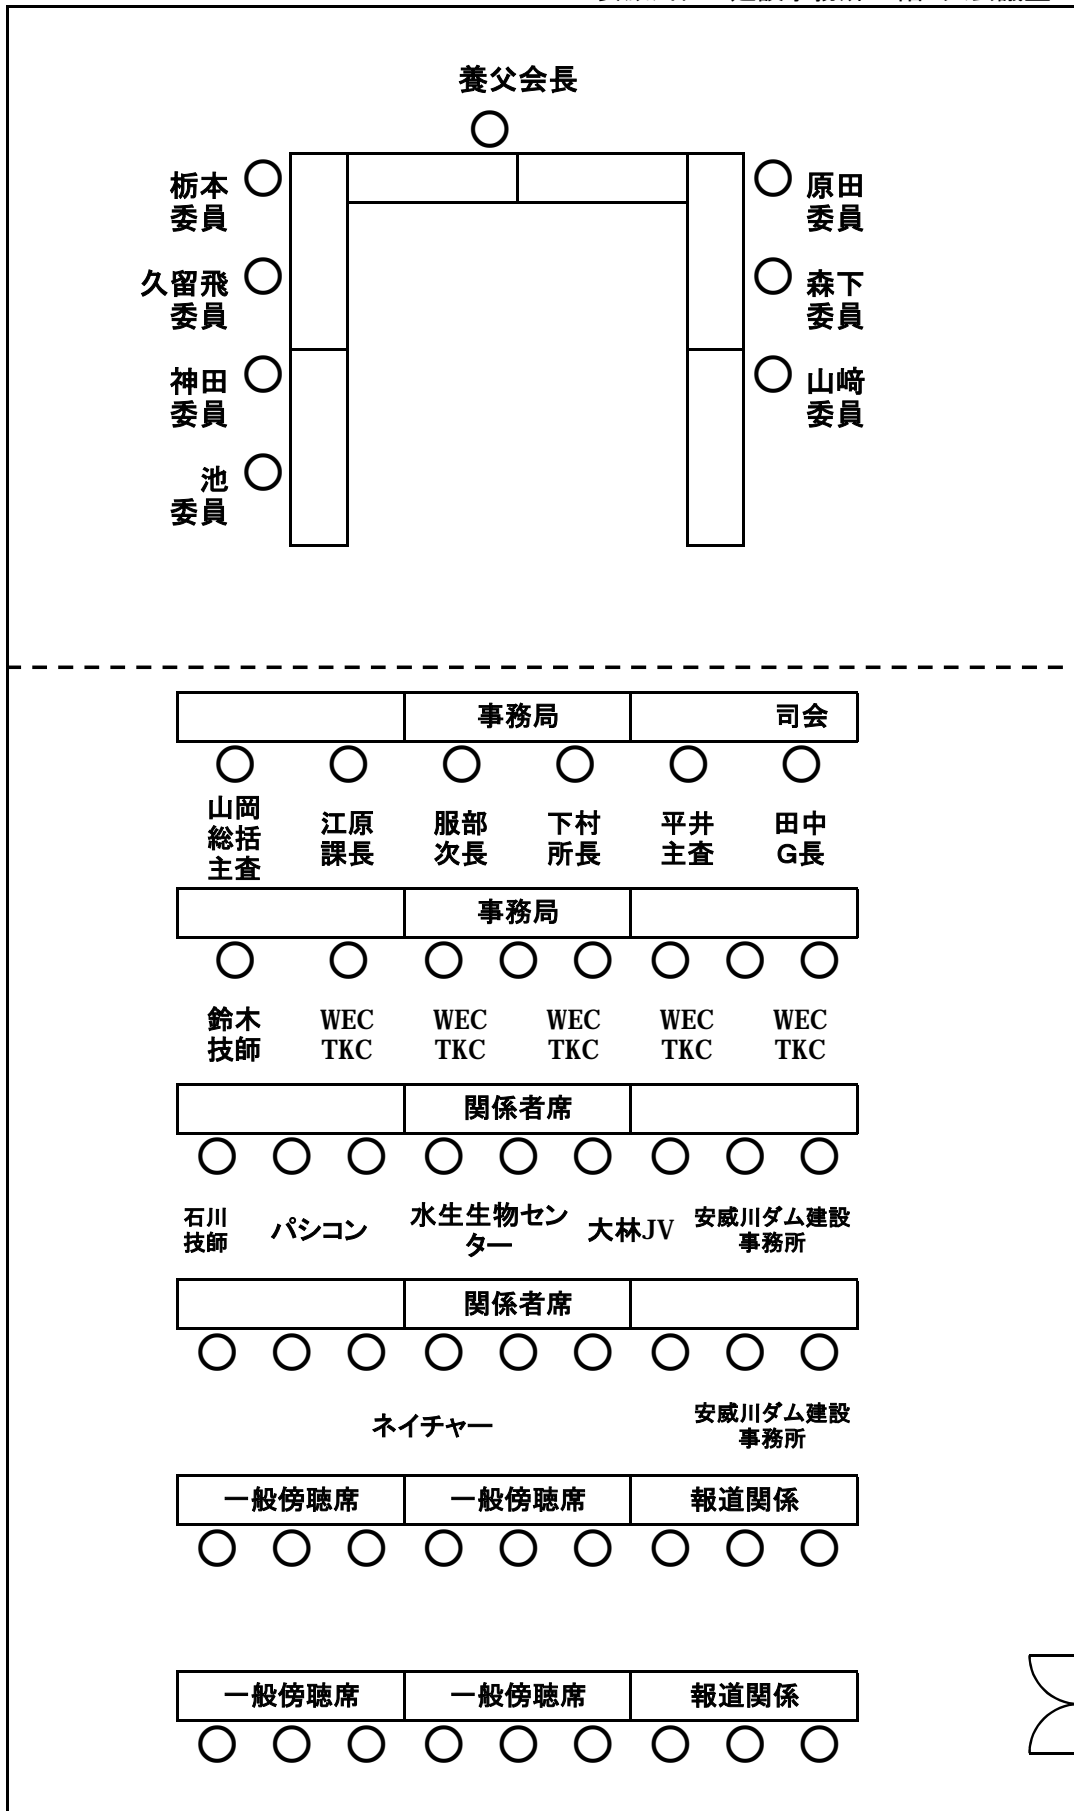 養父会長
栃本
委員
原田
委員
久留飛
委員
森下
委員
神田
委員
山﨑
委員
池
委員
事務局
司会
山岡
総括
主査
江原
課長
服部
次長
下村
所長
平井
主査
田中
G長
事務局
鈴木
技師
WEC
TKC
WEC
TKC
WEC
TKC
WEC
TKC
WEC
TKC
関係者席
石川
技師
パシコン
水生生物セン
ター
大林JV
安威川ダム建設
事務所
関係者席
ネイチャー
安威川ダム建設
事務所
一般傍聴席
一般傍聴席
報道関係
一般傍聴席
一般傍聴席
報道関係